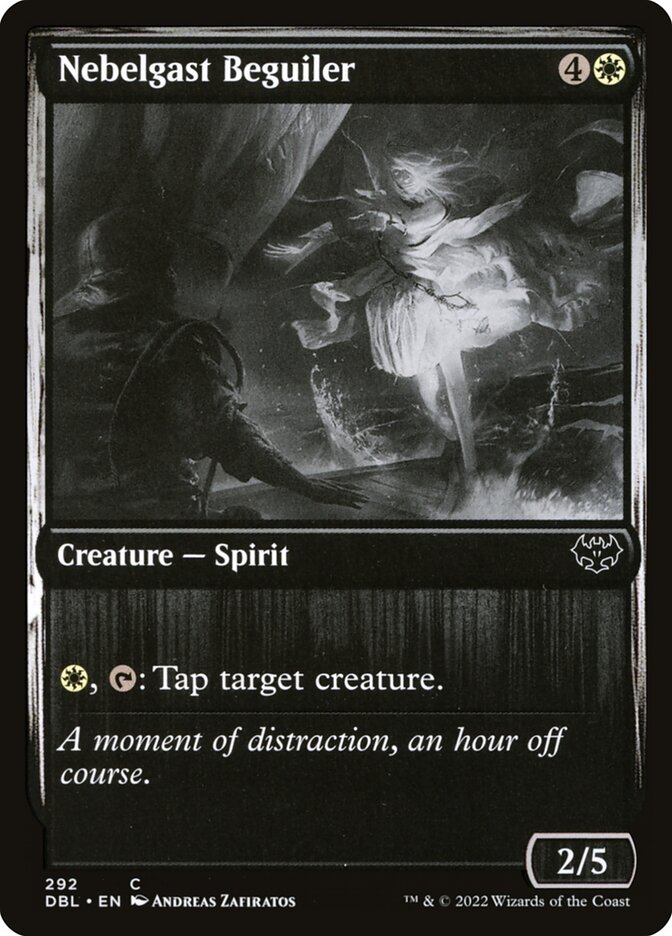 Nebelgast Beguiler 4
Creature — Spirit
, : Tap target creature.
A moment of distraction, an hour off
course.
2/5
292 C
DBL • EN Andreas Zafiratos
™ & © 2022 Wizards of the Coast